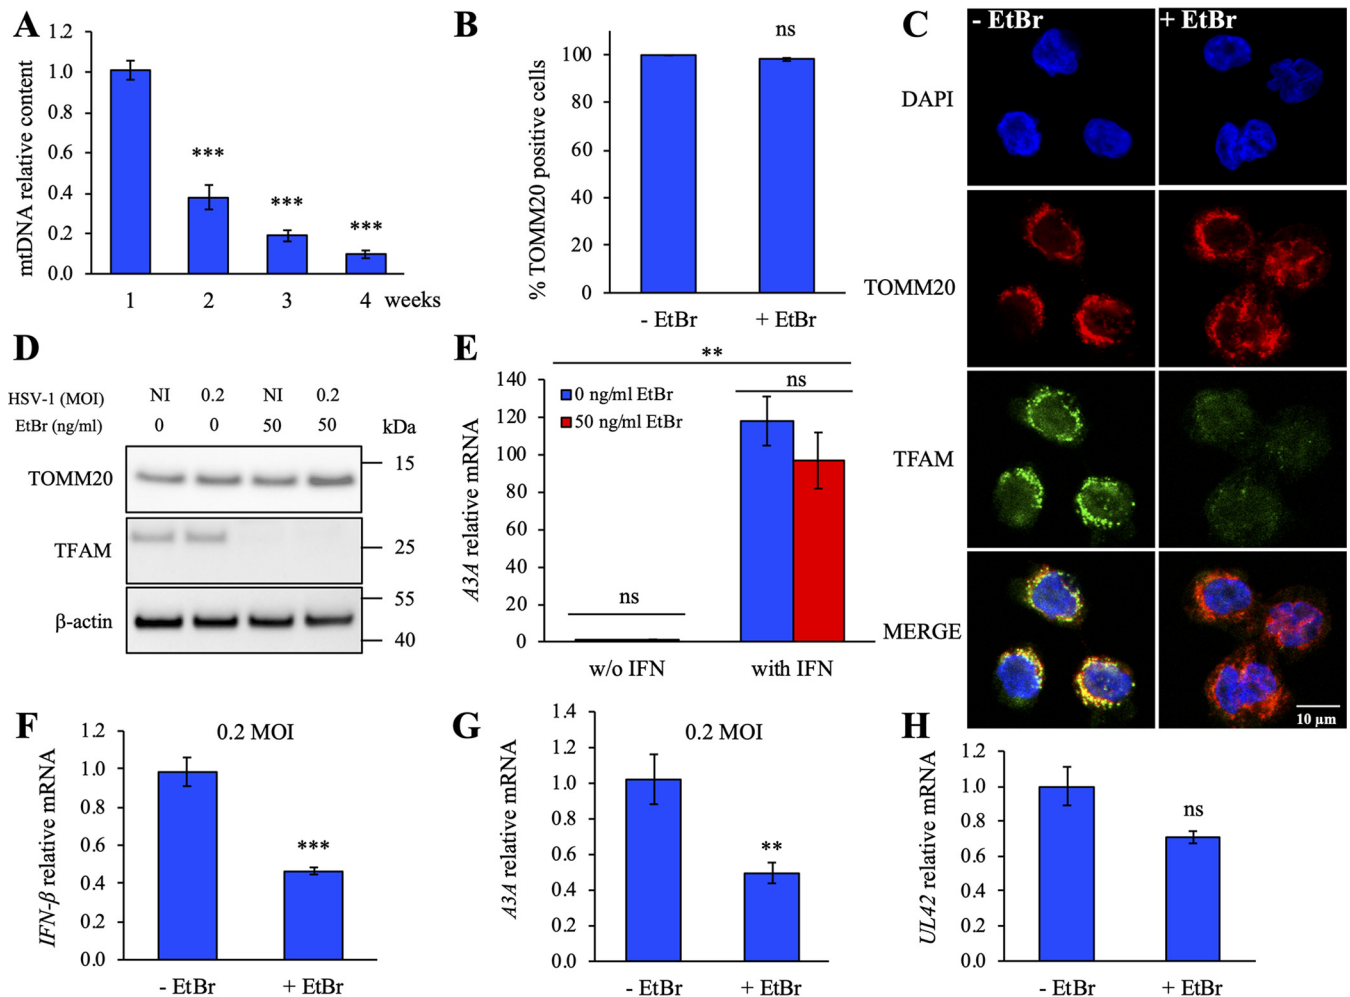 A
mtDNA relative content
1.2
1.0
0.8
0.6
0.4
0.2
0.0
***
***
***
1 2 3 4 weeks
B
% TOMM20 positive cells
100
80
60
40
20
0
ns
- EtBr + EtBr
C
- EtBr + EtBr
DAPI
TOMM20
TFAM
MERGE
10 µm
D
HSV-1 (MOI) NI 0.2 NI 0.2
EtBr (ng/ml) 0 0 50 50 kDa
TOMM20 15
TFAM 25
β-actin 55
40
E
A3A relative mRNA
140
120
100
80
60
40
20
0
**
0 ng/ml EtBr
50 ng/ml EtBr
ns
ns
w/o IFN with IFN
F
IFN-β relative mRNA
1.2
1.0
0.8
0.6
0.4
0.2
0.0
0.2 MOI
***
- EtBr + EtBr
G
A3A relative mRNA
1.4
1.2
1.0
0.8
0.6
0.4
0.2
0.0
0.2 MOI
**
- EtBr + EtBr
H
UL42 relative mRNA
1.2
1.0
0.8
0.6
0.4
0.2
0.0
ns
- EtBr + EtBr